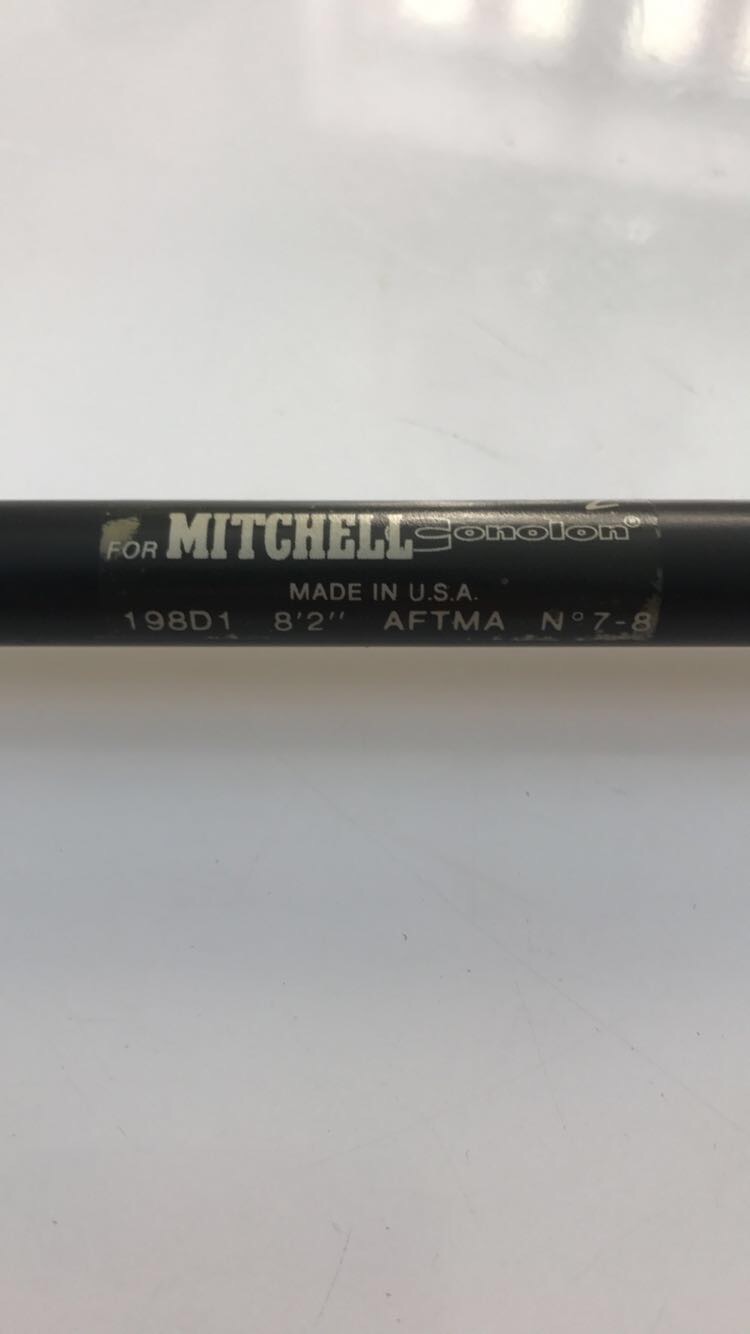 FOR MITCHELL Conolon®
MADE IN U.S.A.
198D1 8'2" AFTMA N° 7-8